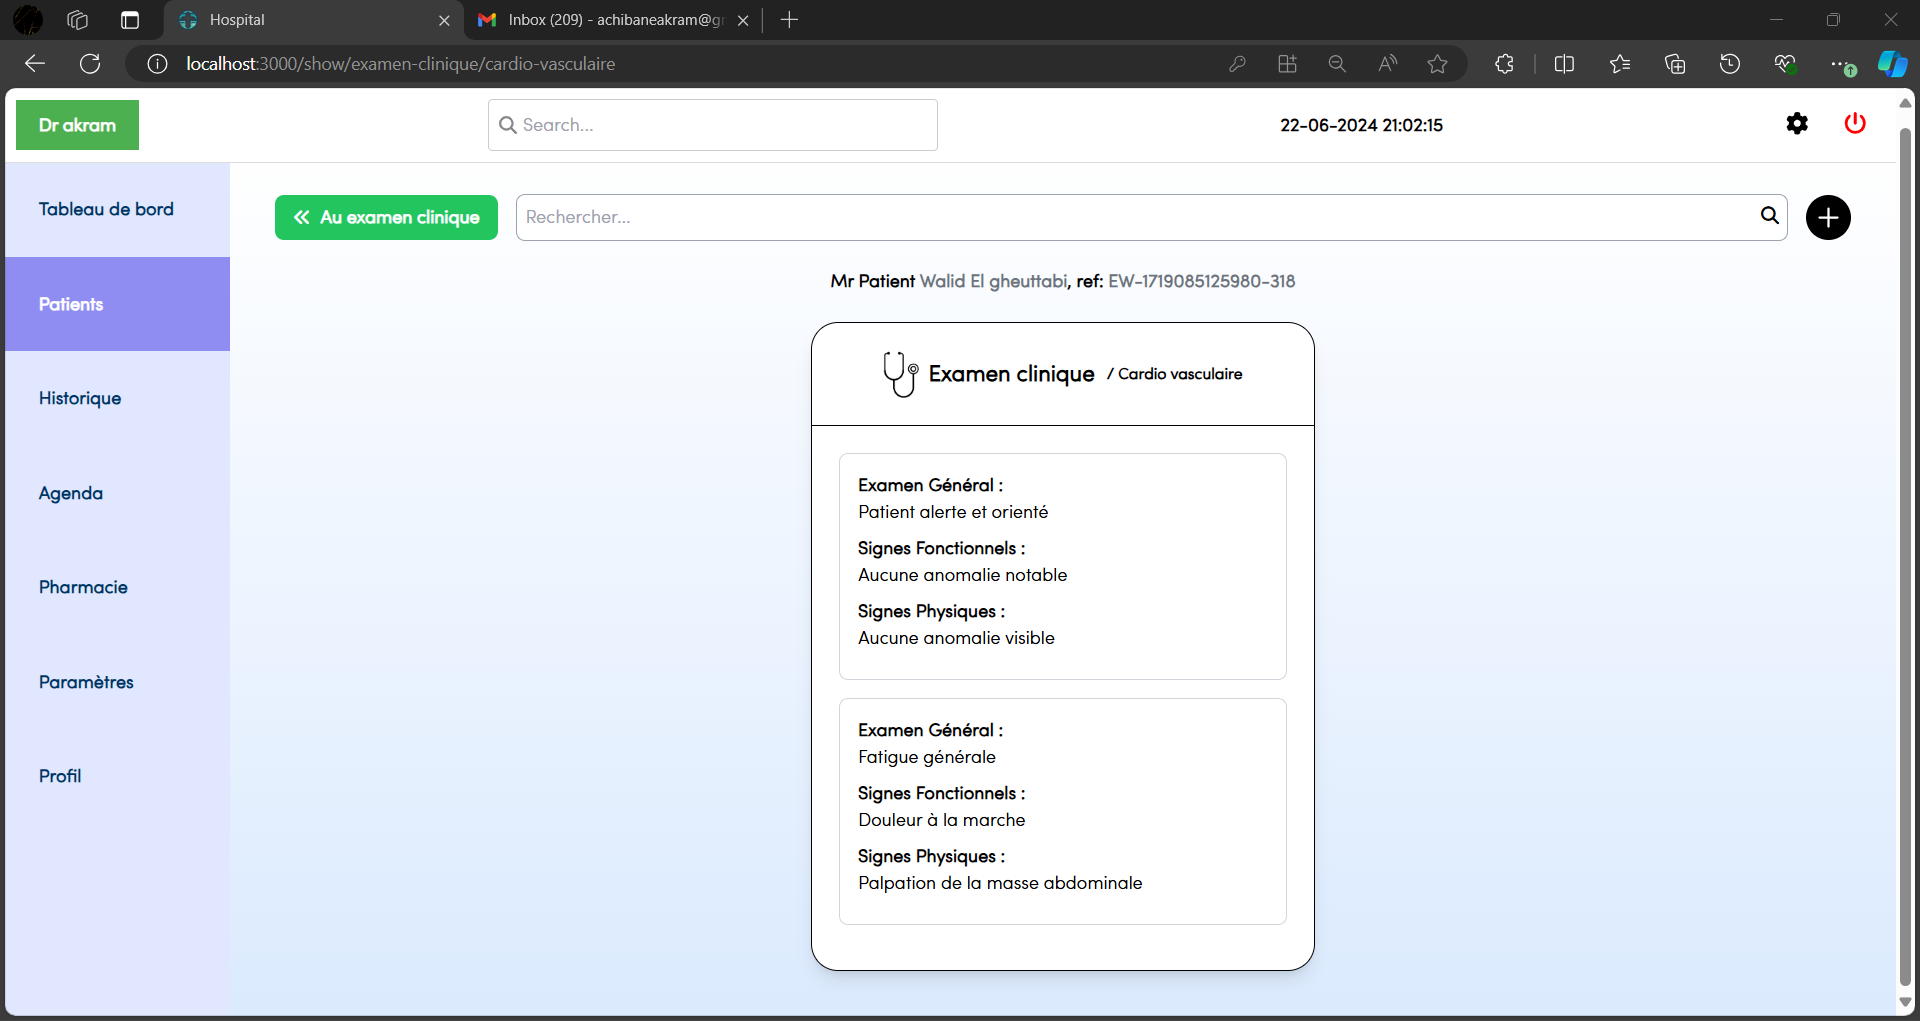 Hospital
Inbox (209) - achibaneakram@g
localhost:3000/show/examen-clinique/cardio-vasculaire
Dr akram
Search...
22-06-2024 21:02:15
Tableau de bord
Patients
Historique
Agenda
Pharmacie
Paramètres
Profil
Au examen clinique
Rechercher...
Mr Patient Walid El gheuttabi, ref: EW-1719085125980-318
Examen clinique / Cardio vasculaire
Examen Général :
Patient alerte et orienté
Signes Fonctionnels :
Aucune anomalie notable
Signes Physiques :
Aucune anomalie visible
Examen Général :
Fatigue générale
Signes Fonctionnels :
Douleur à la marche
Signes Physiques :
Palpation de la masse abdominale